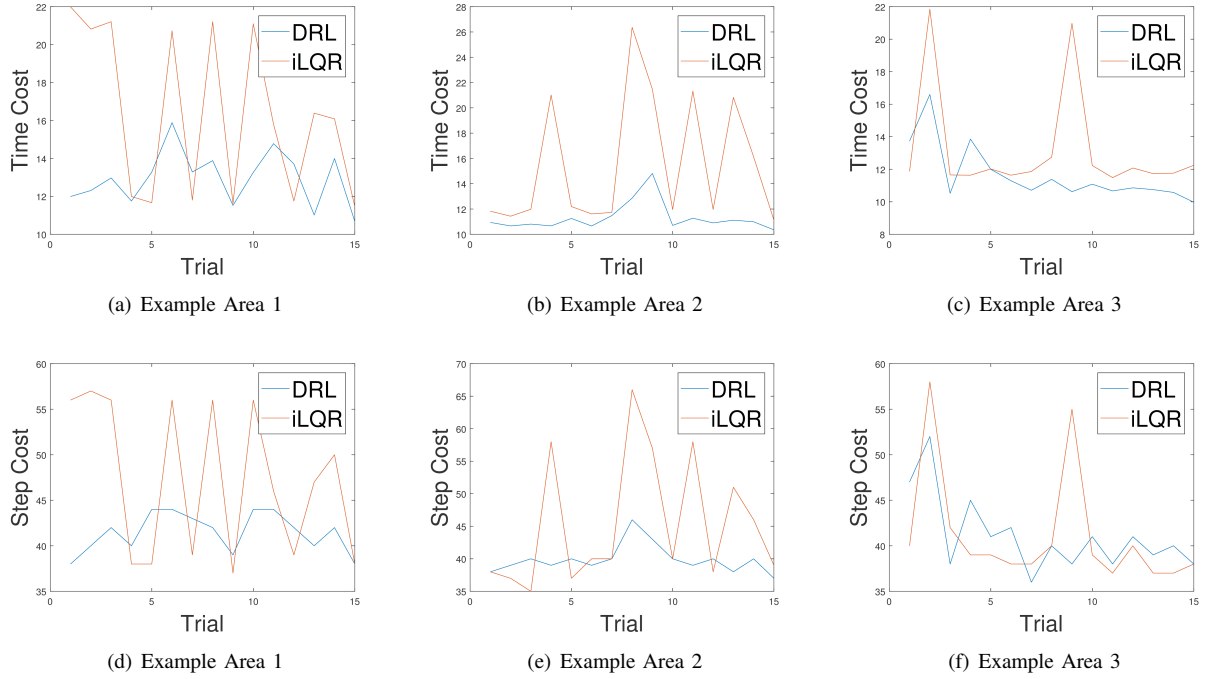 22
20
18
16
14
12
10
0
5
10
15
Time Cost
Trial
DRL
iLQR
(a) Example Area 1
28
26
24
22
20
18
16
14
12
10
0
5
10
15
Time Cost
Trial
DRL
iLQR
(b) Example Area 2
22
20
18
16
14
12
10
8
0
5
10
15
Time Cost
Trial
DRL
iLQR
(c) Example Area 3
60
55
50
45
40
35
0
5
10
15
Step Cost
Trial
DRL
iLQR
(d) Example Area 1
70
65
60
55
50
45
40
35
0
5
10
15
Step Cost
Trial
DRL
iLQR
(e) Example Area 2
60
55
50
45
40
35
0
5
10
15
Step Cost
Trial
DRL
iLQR
(f) Example Area 3